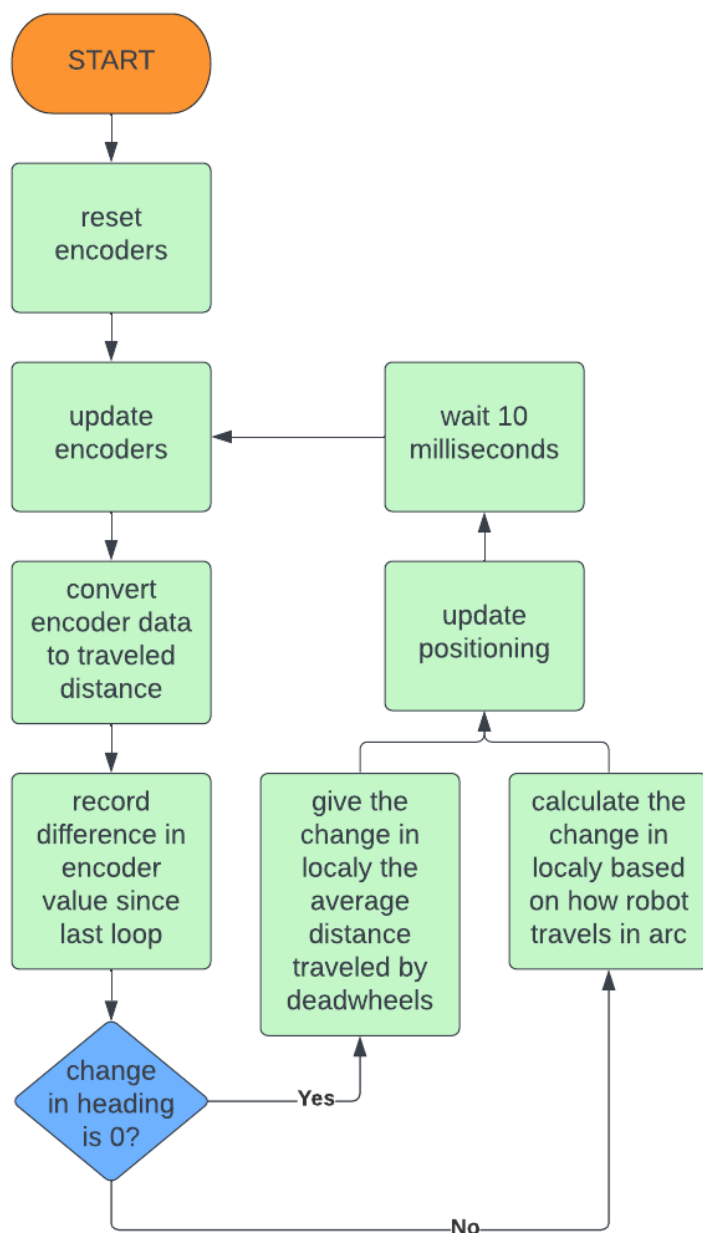 START
reset
encoders
update
encoders
wait 10
milliseconds
convert
encoder data
to traveled
distance
update
positioning
record
difference in
encoder
value since
last loop
give the
change in
localy the
average
distance
traveled by
deadwheels
calculate the
change in
localy based
on how robot
travels in arc
change
in heading
is 0?
Yes
No